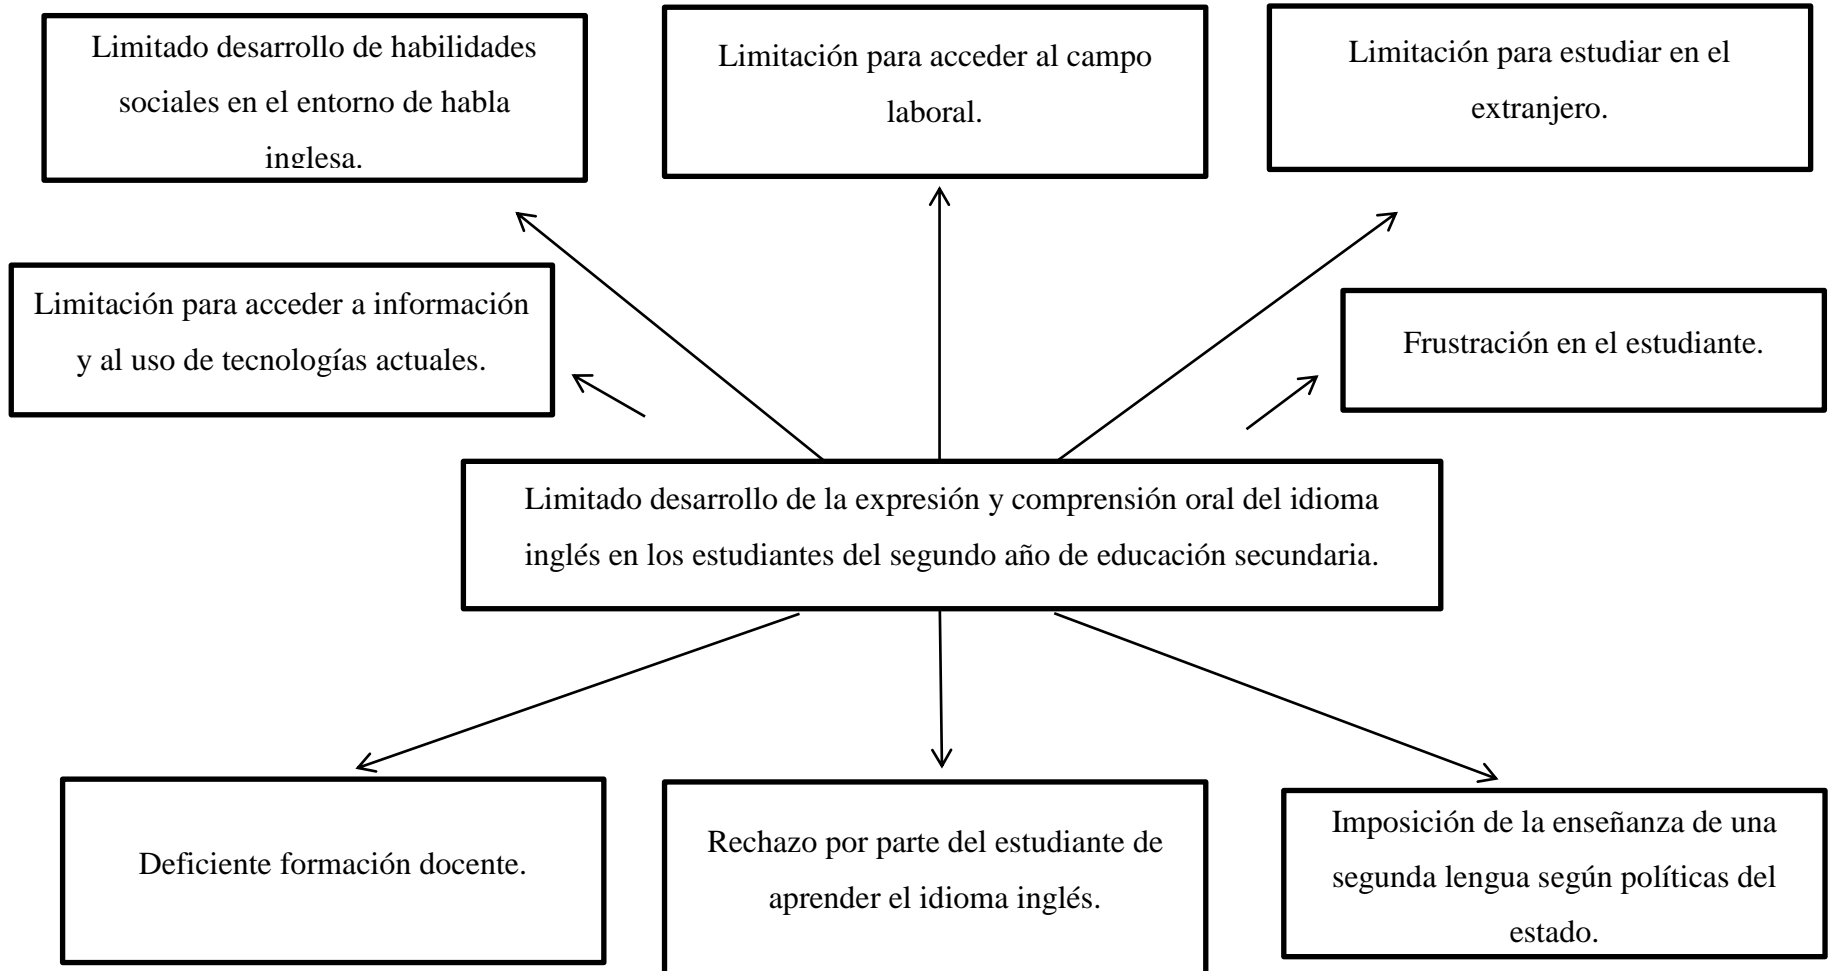 Limitado desarrollo de habilidades
sociales en el entorno de habla
inglesa.
Limitación para acceder al campo
laboral.
Limitación para estudiar en el
extranjero.
Limitación para acceder a información
y al uso de tecnologías actuales.
Frustración en el estudiante.
Limitado desarrollo de la expresión y comprensión oral del idioma
inglés en los estudiantes del segundo año de educación secundaria.
Deficiente formación docente.
Rechazo por parte del estudiante de
aprender el idioma inglés.
Imposición de la enseñanza de una
segunda lengua según políticas del
estado.